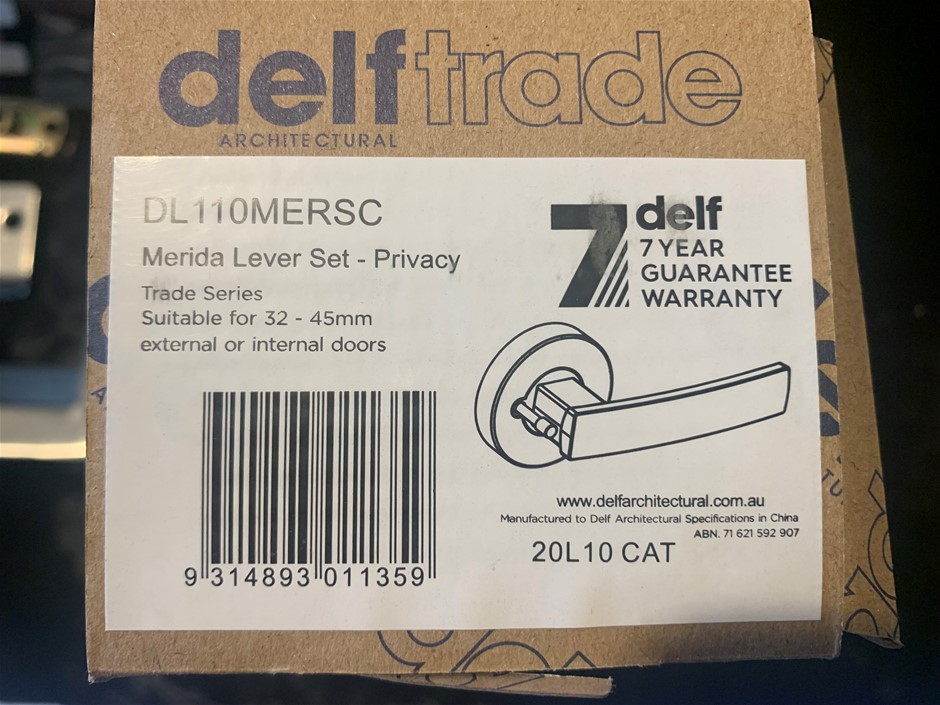 delftrade
ARCHITECTURAL
DL110MERSC
Merida Lever Set - Privacy
Trade Series
Suitable for 32 - 45mm
external or internal doors
7 delf
7 YEAR
GUARANTEE
WARRANTY
www.delfarchitectural.com.au
Manufactured to Delf Architectural Specifications in China
ABN. 71 621 592 907
20L10 CAT
9 314893 011359